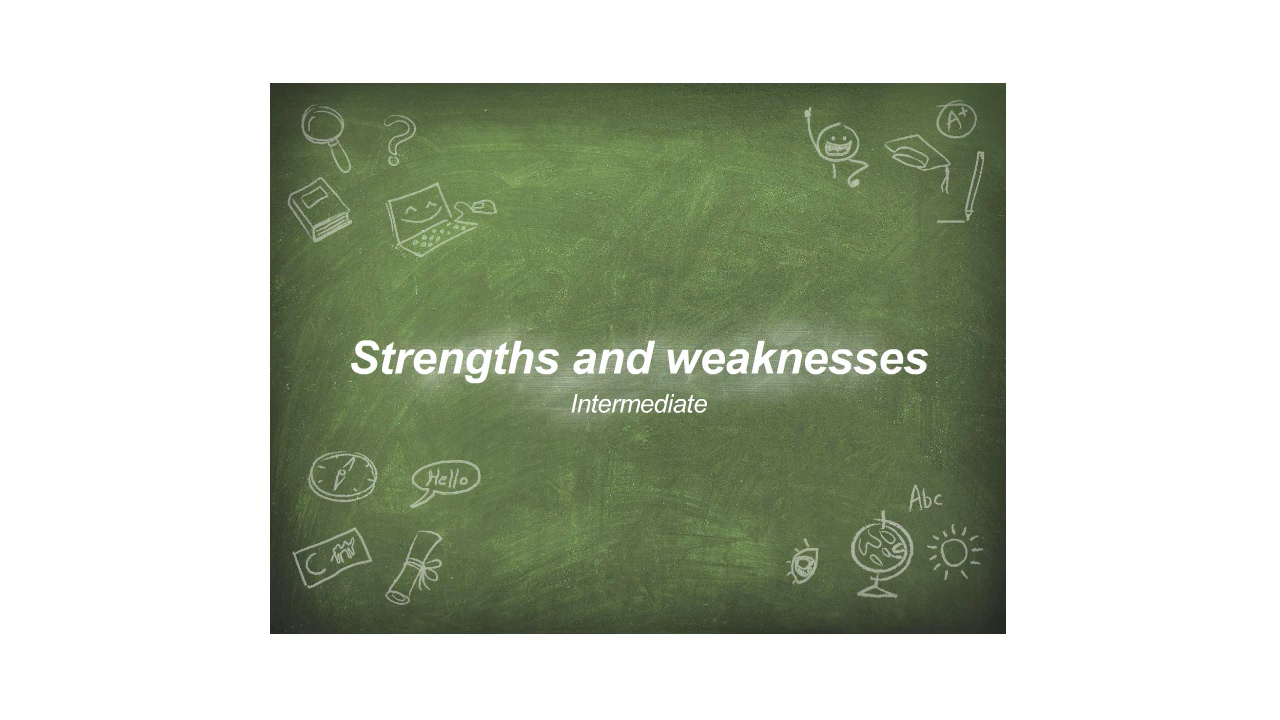 A+
Strengths and weaknesses
Intermediate
Hello
Abc